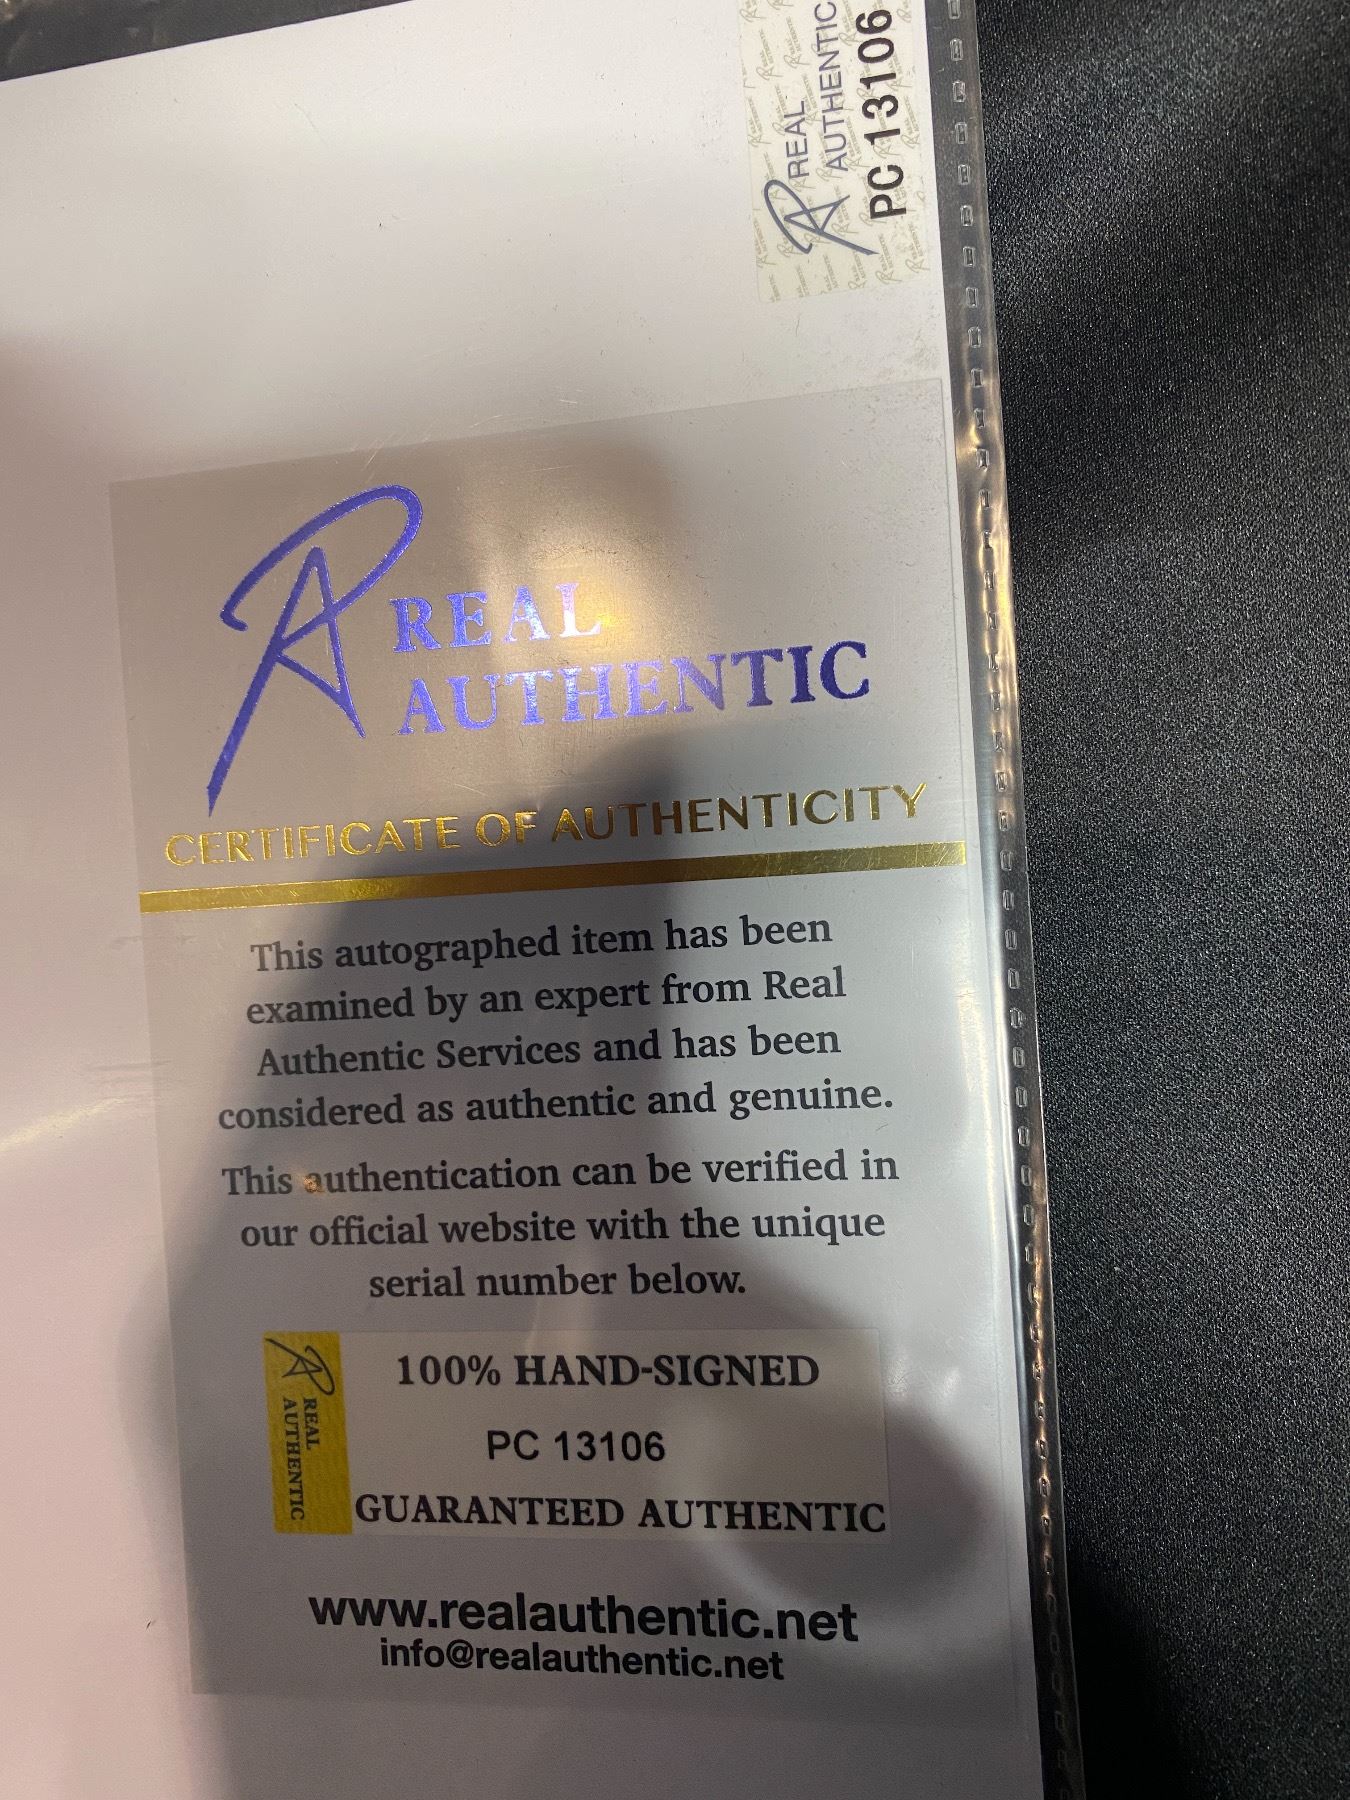 REAL
AUTHENTIC
PC 13106
REAL
AUTHENTIC
CERTIFICATE OF AUTHENTICITY
This autographed item has been
examined by an expert from Real
Authentic Services and has been
considered as authentic and genuine.
This authentication can be verified in
our official website with the unique
serial number below.
REAL
AUTHENTIC
100% HAND-SIGNED
PC 13106
GUARANTEED AUTHENTIC
www.realauthentic.net
info@realauthentic.net